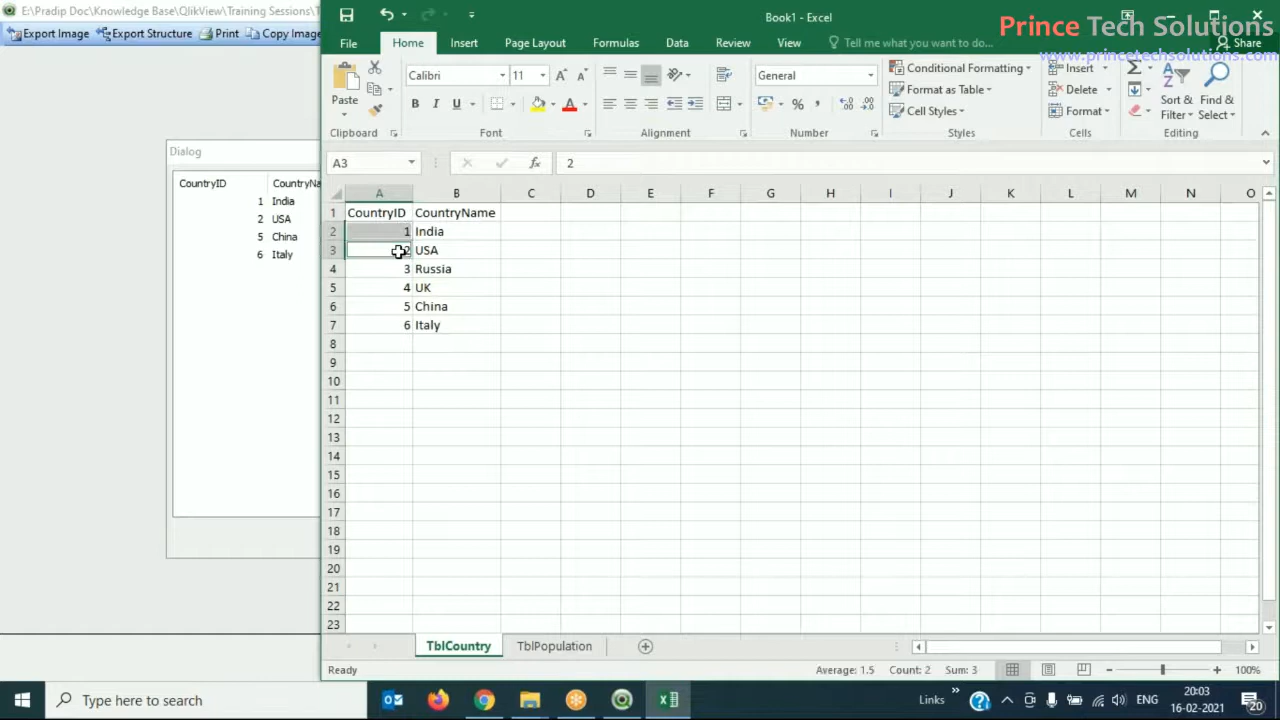 E:\Pradip Doc\Knowledge Base\QlikView\Training Sessions\T
Export Image Export Structure Print Copy Image
Dialog
CountryID CountryNa
1 India
2 USA
5 China
6 Italy
Book1 - Excel
Prince Tech Solutions
www.princetechsolutions.com
File Home Insert Page Layout Formulas Data Review View Tell me what you want to do... Share
Paste
Calibri 11
B I U
General
Conditional Formatting
Format as Table
Cell Styles
Insert
Delete
Format
Sort & Filter
Find & Select
Clipboard Font Alignment Number Styles Cells Editing
A3 fx 2
A B C D E F G H I J K L M N O
1 CountryID CountryName
2 1 India
3 2 USA
4 3 Russia
5 4 UK
6 5 China
7 6 Italy
8
9
10
11
12
13
14
15
16
17
18
19
20
21
22
23
TblCountry TblPopulation
Ready Average: 1.5 Count: 2 Sum: 3 100%
Type here to search
Links
ENG
20:03
16-02-2021
20